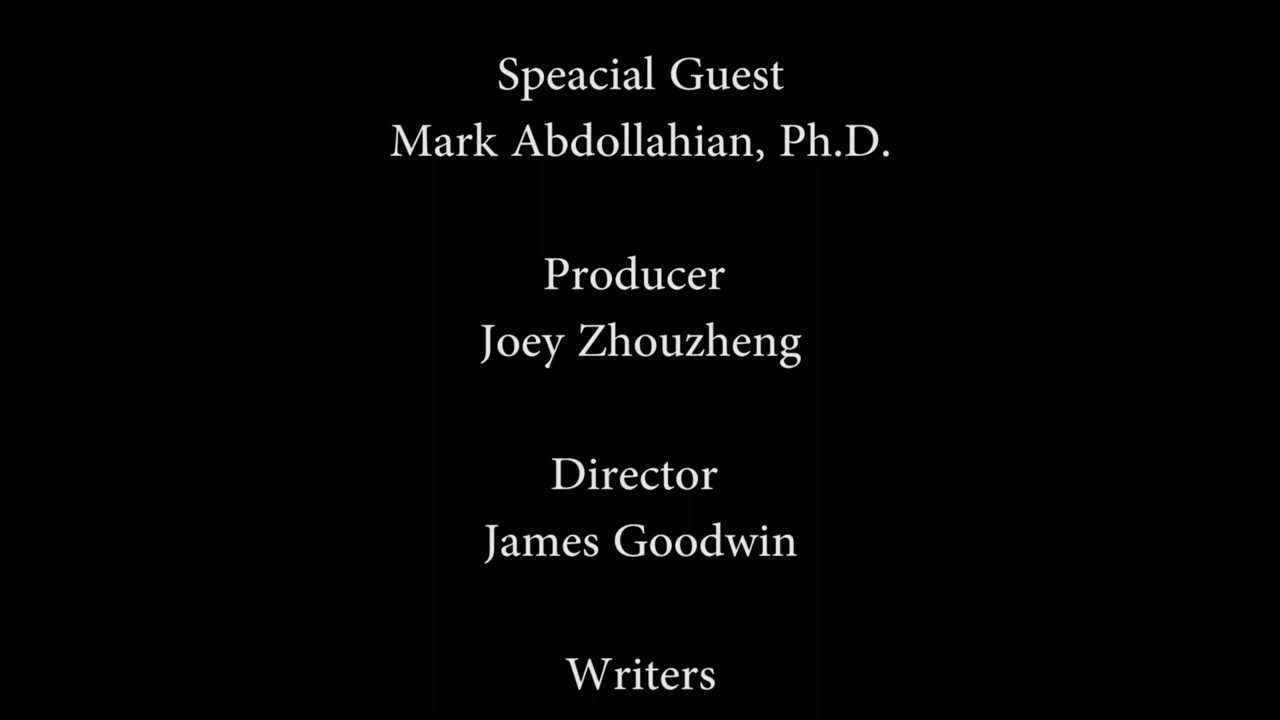 Speacial Guest
Mark Abdollahian, Ph.D.
Producer
Joey Zhouzheng
Director
James Goodwin
Writers